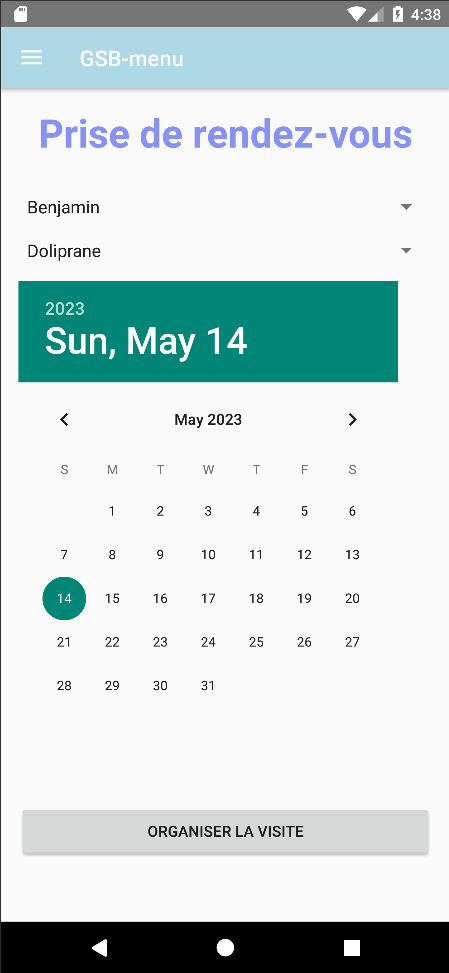 4:38
GSB-menu
Prise de rendez-vous
Benjamin
Doliprane
2023
Sun, May 14
May 2023
S M T W T F S
1 2 3 4 5 6
7 8 9 10 11 12 13
14 15 16 17 18 19 20
21 22 23 24 25 26 27
28 29 30 31
ORGANISER LA VISITE